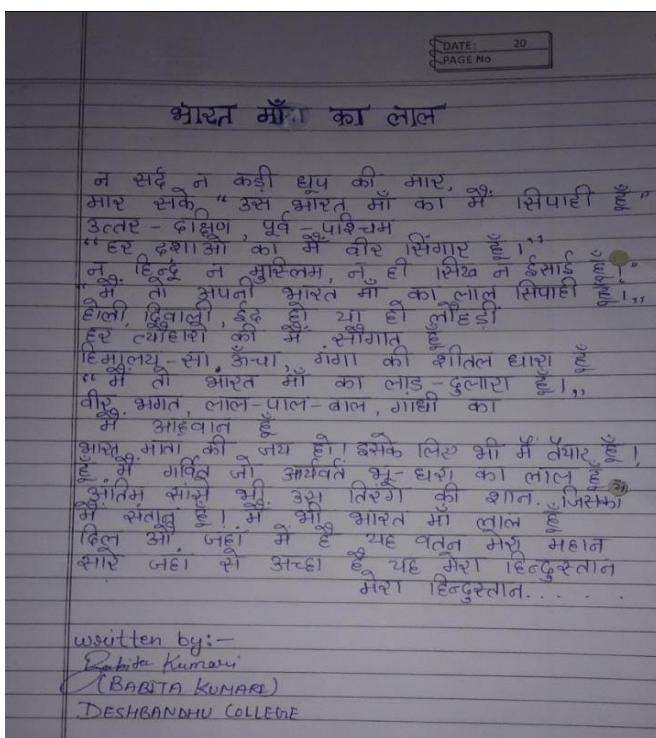 DATE: 20
PAGE No
भारत माँ का लाल
न सर्द न कड़ी धूप की मार,
मार सके "उस भारत माँ का मैं सिपाही हूँ"
उत्तर - दक्षिण, पूर्व - पश्चिम
"हर दशाओं का मैं वीर सिंगार हूँ।"
न हिन्दू न मुस्लिम, न ही सिख न ईसाई हूँ!
"मैं तो अपनी भारत माँ का लाल सिपाही हूँ।,,
होली, दिवाली, ईद हो या हो लोहड़ी
हर त्योहारों की मैं सौगात हूँ
हिमालय - सा ऊँचा, गंगा की शीतल धारा हूँ
"मैं तो भारत माँ का लाड - दुलारा हूँ।,,
वीर भगत, लाल - पाल - बाल, गांधी का
मैं आह्वान हूँ
भारत माता की जय हो! इसके लिए भी मैं तैयार हूँ!
हूँ मैं गर्वित जो आर्यवर्त भू - धरा का लाल हूँ
अंतिम सांसे भी उस तिरंगे की शान.. जिसका
मैं संतान हूँ! मैं भी भारत माँ लाल हूँ
दिल ओ जहां में है यह वतन मेरा महान
सारे जहां से अच्छा है यह मेरा हिन्दुस्तान
मेरा हिन्दुस्तान......
written by:-
Babita Kumari
(BABITA KUMARI)
DESHBANDHU COLLEGE